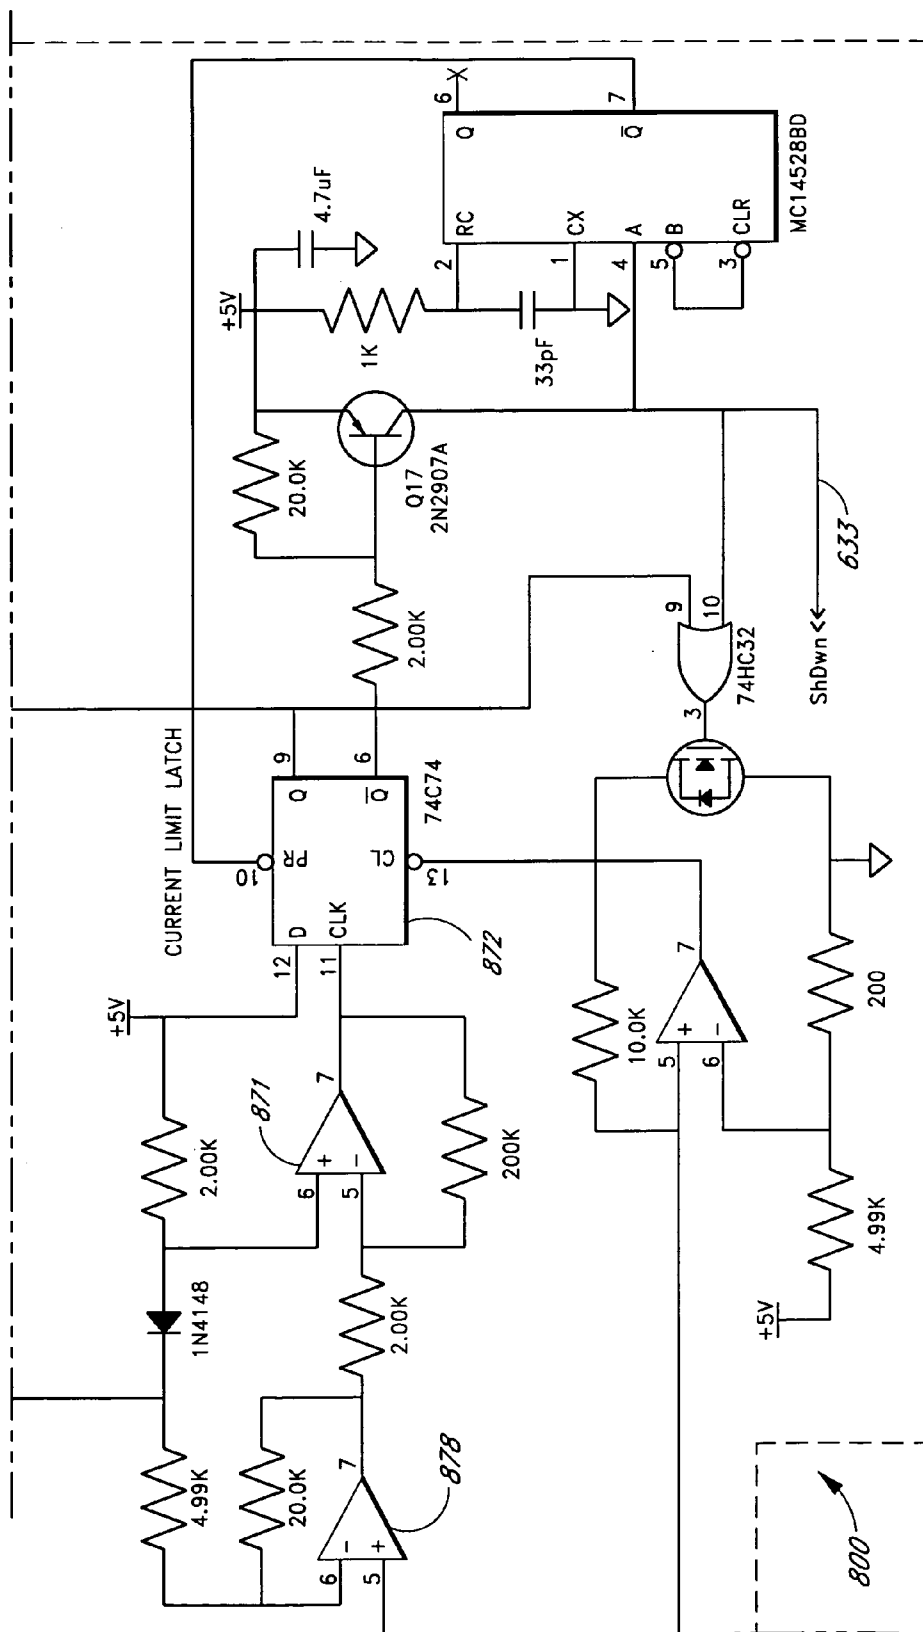 +5V
4.7uF
1K
33pF
20.0K
Q17
2N2907A
2.00K
6
Q
7
Q̅
2
RC
1
CX
4
A
5
B
3
CLR
MC14528BD
CURRENT LIMIT LATCH
9
Q
6
Q̅
10
PR
CL
13
12
D
11
CLK
74C74
872
9
10
3
74HC32
ShDwn
633
+5V
2.00K
1N4148
4.99K
20.0K
871
7
6
+
5
-
200K
2.00K
7
6
-
5
+
878
10.0K
7
5
+
6
-
200
4.99K
+5V
800